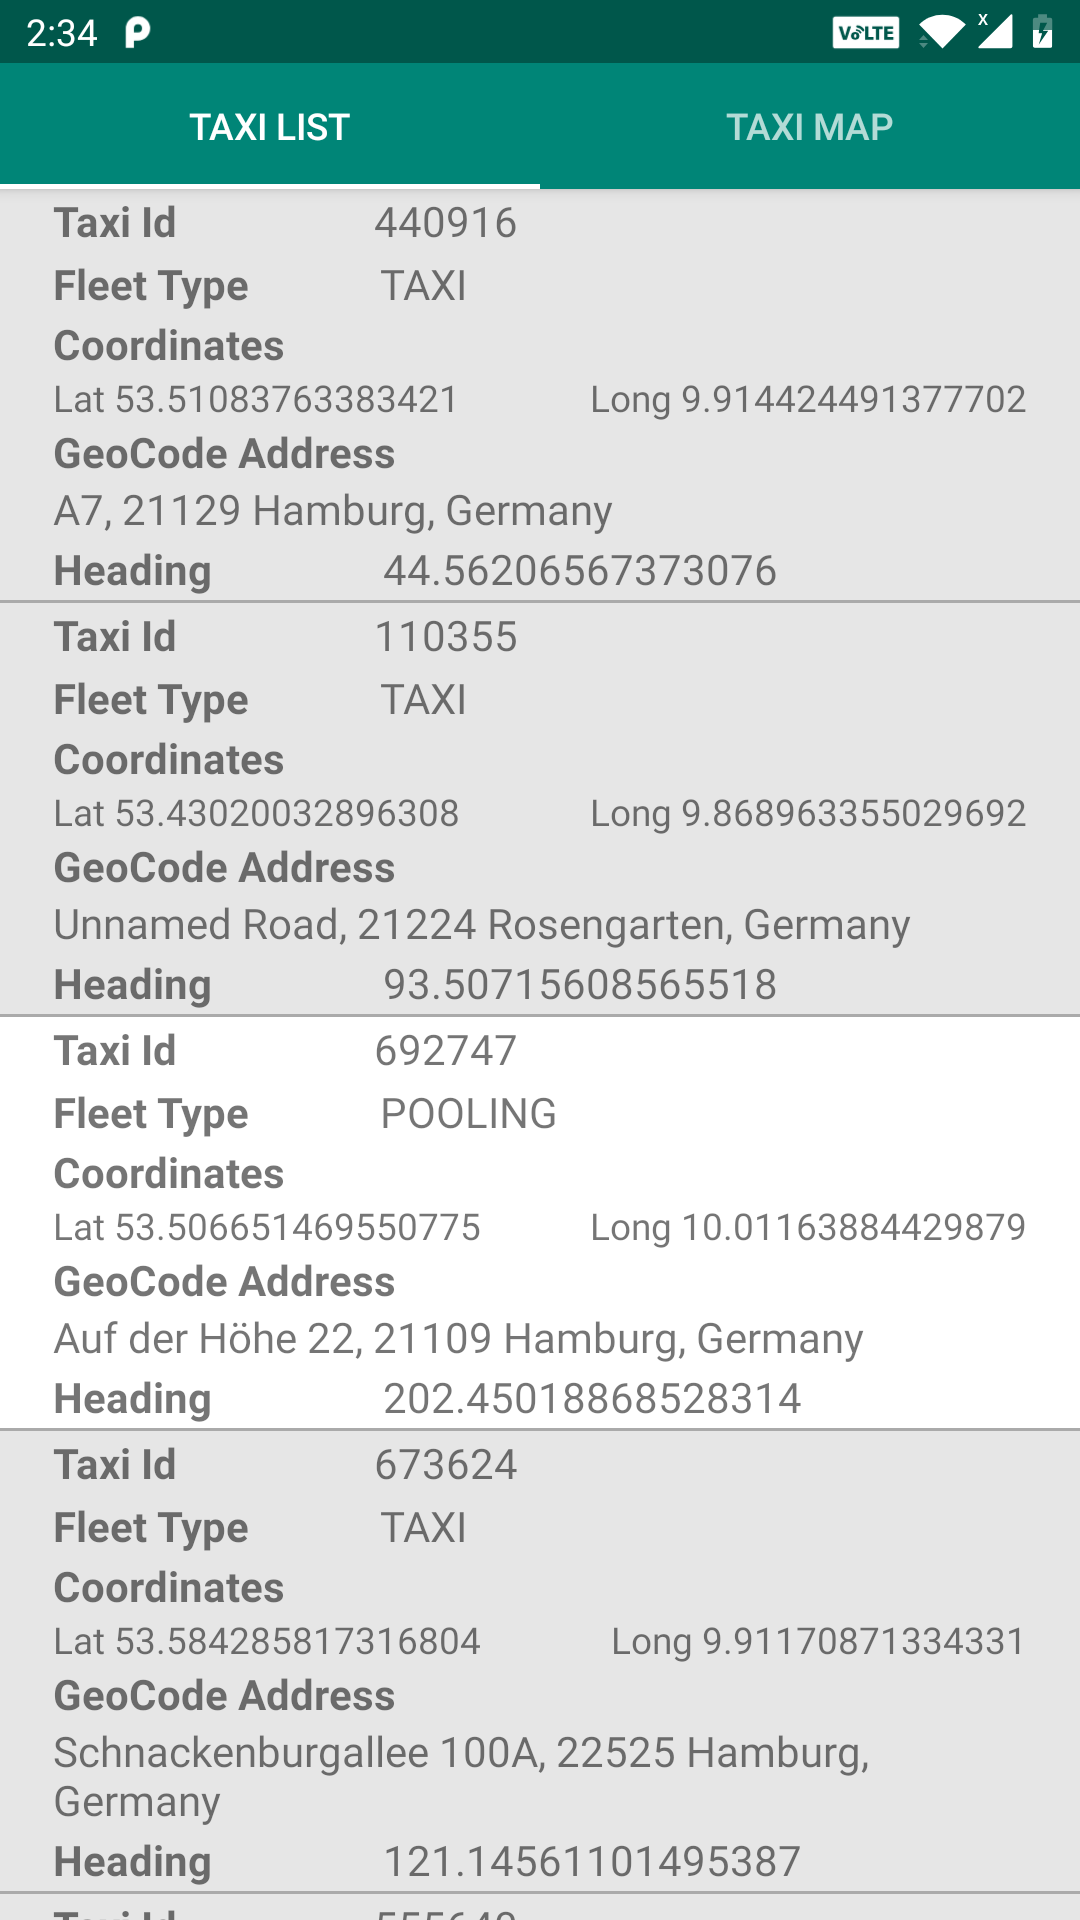 2:34
VoLTE
x
TAXI LIST TAXI MAP
Taxi Id 440916
Fleet Type TAXI
Coordinates
Lat 53.51083763383421 Long 9.914424491377702
GeoCode Address
A7, 21129 Hamburg, Germany
Heading 44.56206567373076
Taxi Id 110355
Fleet Type TAXI
Coordinates
Lat 53.43020032896308 Long 9.868963355029692
GeoCode Address
Unnamed Road, 21224 Rosengarten, Germany
Heading 93.50715608565518
Taxi Id 692747
Fleet Type POOLING
Coordinates
Lat 53.506651469550775 Long 10.01163884429879
GeoCode Address
Auf der Höhe 22, 21109 Hamburg, Germany
Heading 202.45018868528314
Taxi Id 673624
Fleet Type TAXI
Coordinates
Lat 53.584285817316804 Long 9.91170871334331
GeoCode Address
Schnackenburgallee 100A, 22525 Hamburg,
Germany
Heading 121.14561101495387
Taxi Id